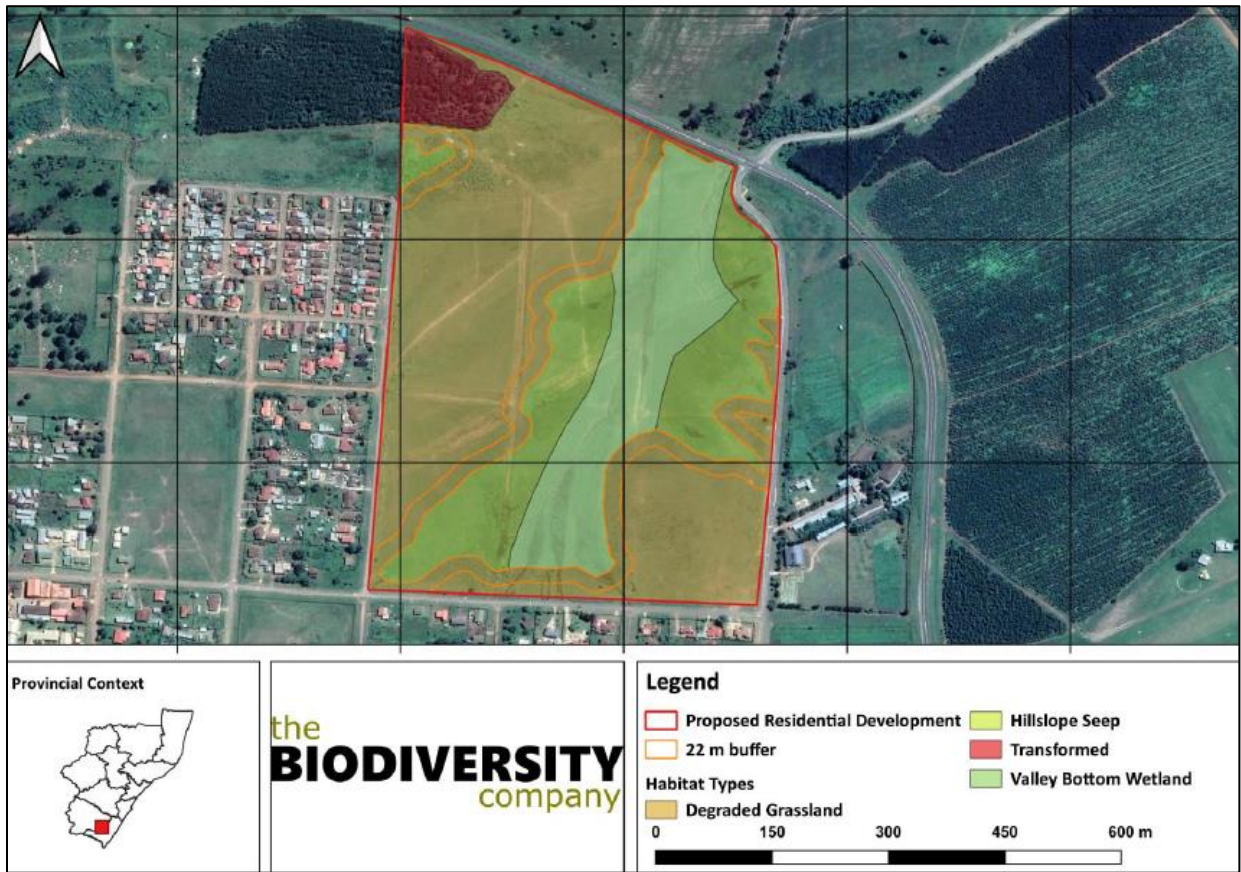 Provincial Context
the
BIODIVERSITY
company
Legend
Proposed Residential Development
22 m buffer
Habitat Types
Degraded Grassland
Hillslope Seep
Transformed
Valley Bottom Wetland
0 150 300 450 600 m